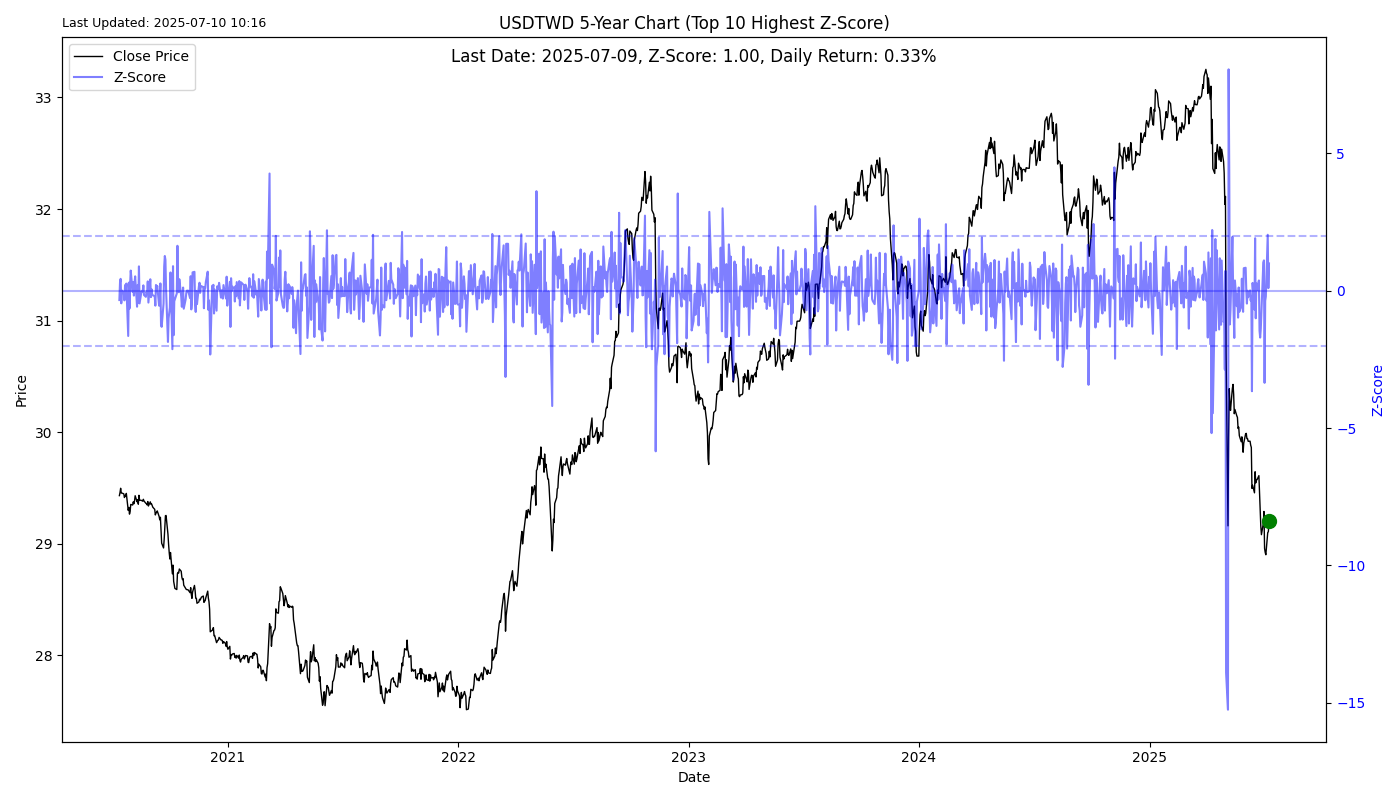 Last Updated: 2025-07-10 10:16
USDTWD 5-Year Chart (Top 10 Highest Z-Score)
Last Date: 2025-07-09, Z-Score: 1.00, Daily Return: 0.33%
Close Price
Z-Score
33
32
31
30
29
28
Price
5
0
−5
−10
−15
Z-Score
2021
2022
2023
2024
2025
Date